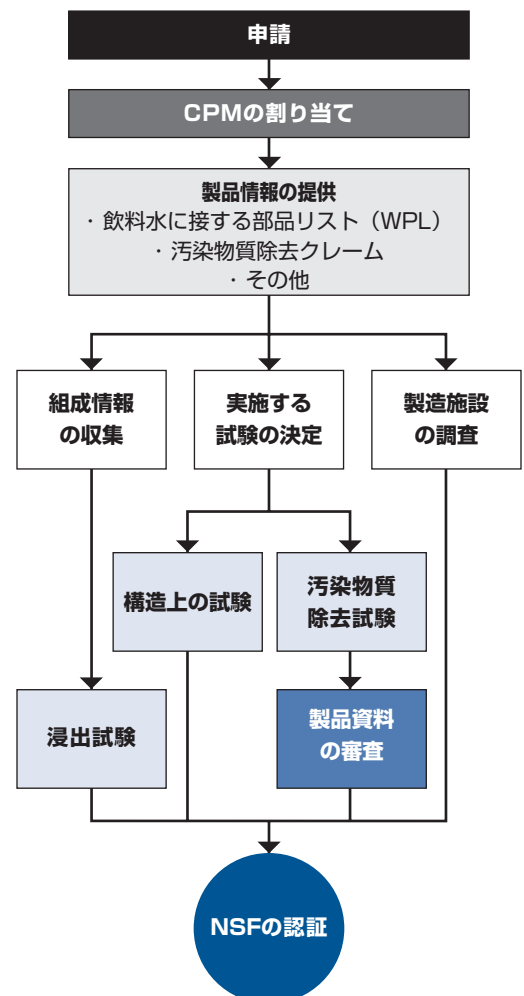 申請
CPMの割り当て
製品情報の提供
・飲料水に接する部品リスト（WPL）
・汚染物質除去クレーム
・その他
組成情報
の収集
実施する
試験の決定
製造施設
の調査
構造上の試験
汚染物質
除去試験
浸出試験
製品資料
の審査
NSFの認証